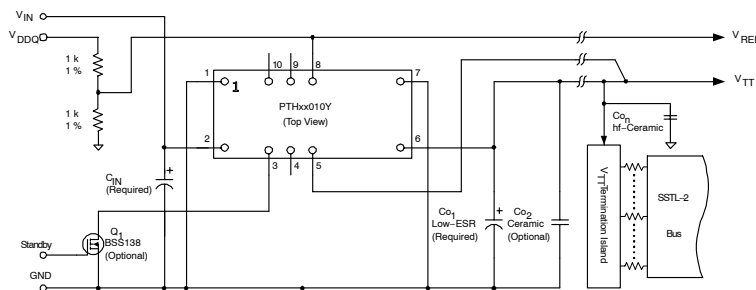 VIN
VDDQ
VREF
1 k
1 %
10
9
8
1
1
7
PTHxx010Y
(Top View)
VTT
1 k
1 %
2
6
Con
hf−Ceramic
3
4
5
CIN
(Required)
VTTTermination Island
SSTL−2
Bus
Q1
BSS138
(Optional)
Co1
Low−ESR
(Required)
Co2
Ceramic
(Optional)
Standby
GND